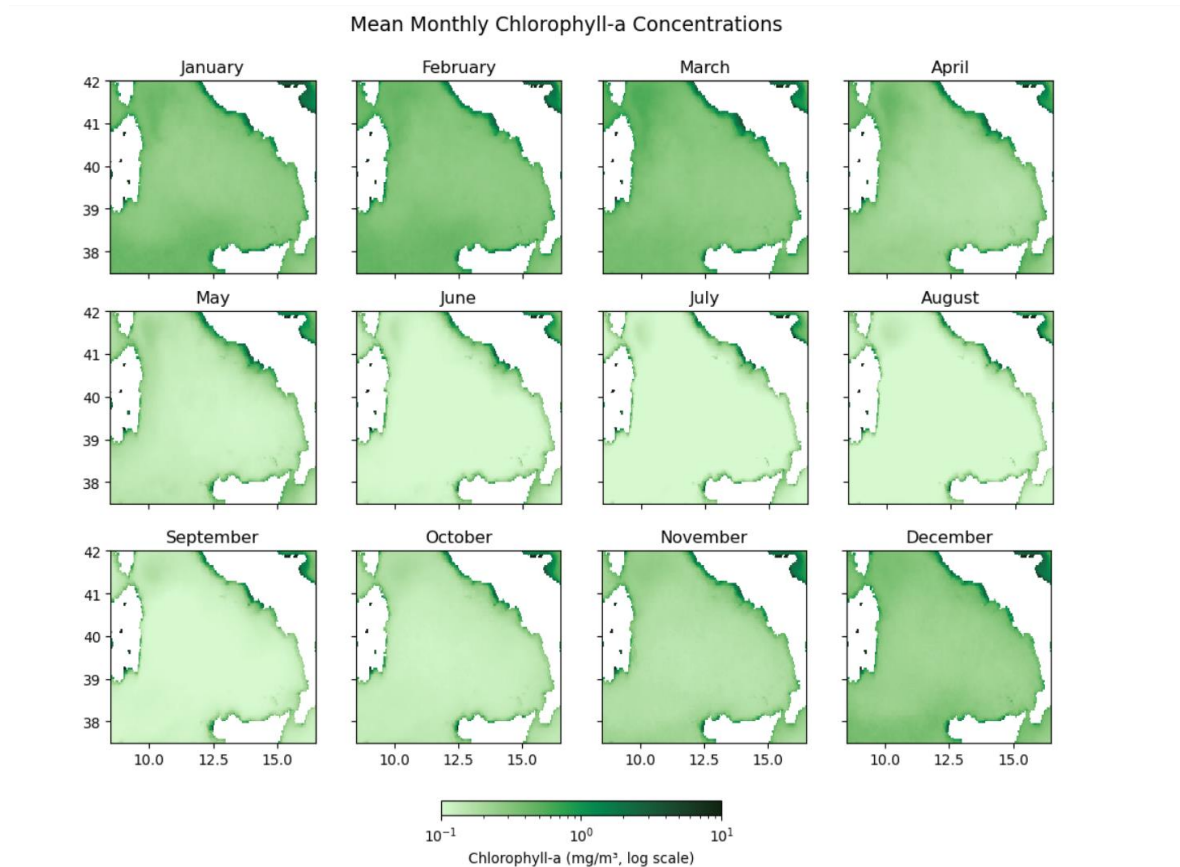 Mean Monthly Chlorophyll-a Concentrations
January February March April
42
41
40
39
38
May June July August
42
41
40
39
38
September October November December
42
41
40
39
38
10.0 12.5 15.0 10.0 12.5 15.0 10.0 12.5 15.0 10.0 12.5 15.0
10⁻¹ 10⁰ 10¹
Chlorophyll-a (mg/m³, log scale)